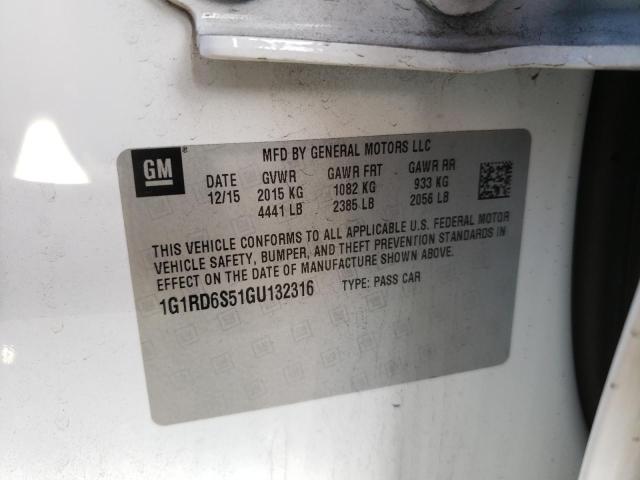 GM
MFD BY GENERAL MOTORS LLC
DATE GVWR GAWR FRT GAWR RR
12/15 2015 KG 1082 KG 933 KG
4441 LB 2385 LB 2056 LB
THIS VEHICLE CONFORMS TO ALL APPLICABLE U.S. FEDERAL MOTOR
VEHICLE SAFETY, BUMPER, AND THEFT PREVENTION STANDARDS IN
EFFECT ON THE DATE OF MANUFACTURE SHOWN ABOVE.
1G1RD6S51GU132316 TYPE: PASS CAR